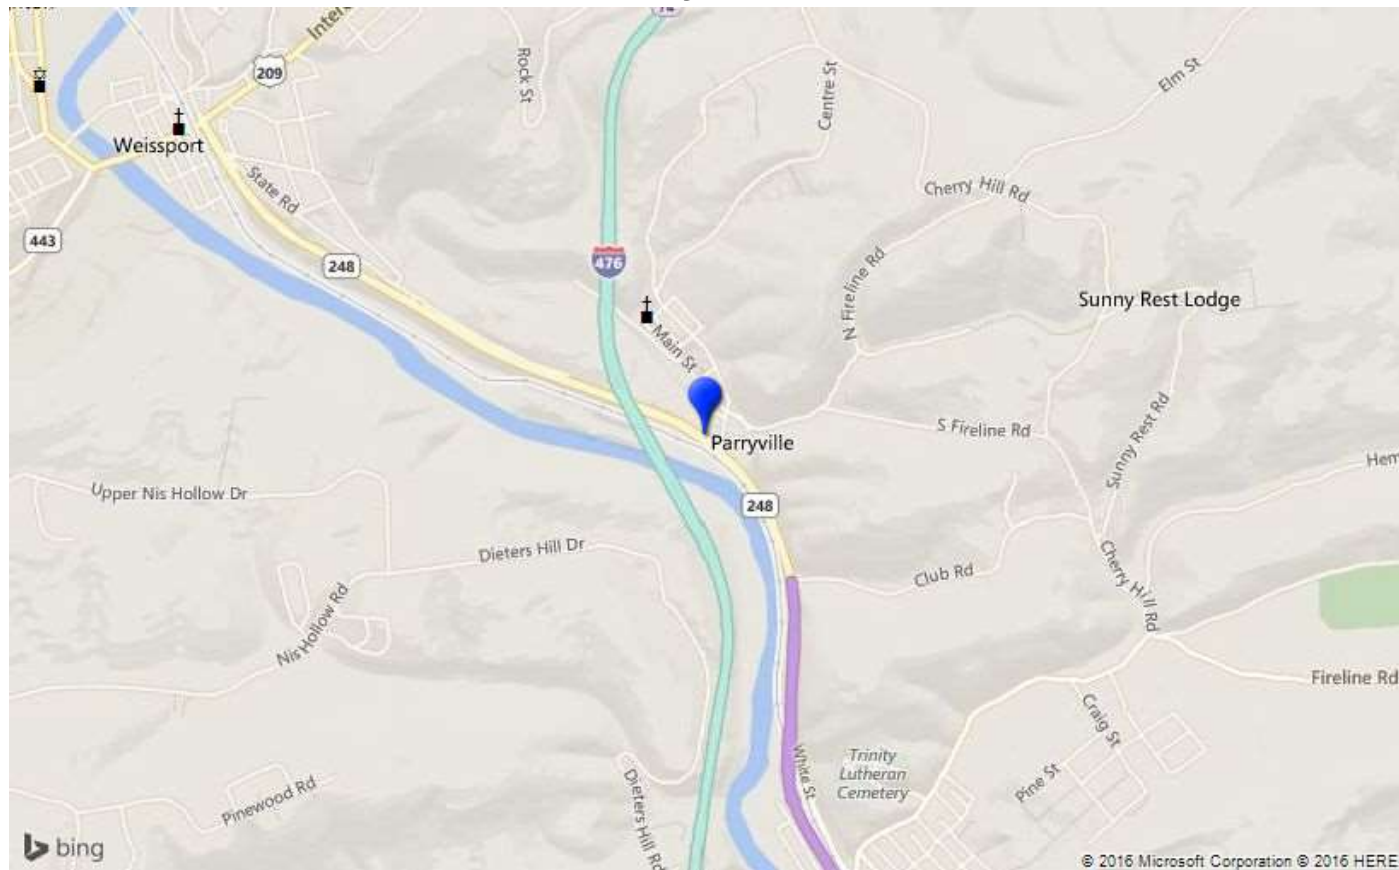 74
209
Rock St
Centre St
Elm St
Weissport
State Rd
Cherry Hill Rd
443
248
476
N Fireline Rd
Sunny Rest Lodge
Main St
Parryville
S Fireline Rd
Sunny Rest Rd
Upper Nis Hollow Dr
248
Dieters Hill Dr
Club Rd
Cherry Hill Rd
Nis Hollow Rd
Fireline Rd
Craig St
White St
Trinity
Lutheran
Cemetery
Pine St
Pinewood Rd
Dieters Hill Rd
bing
© 2016 Microsoft Corporation © 2016 HERE